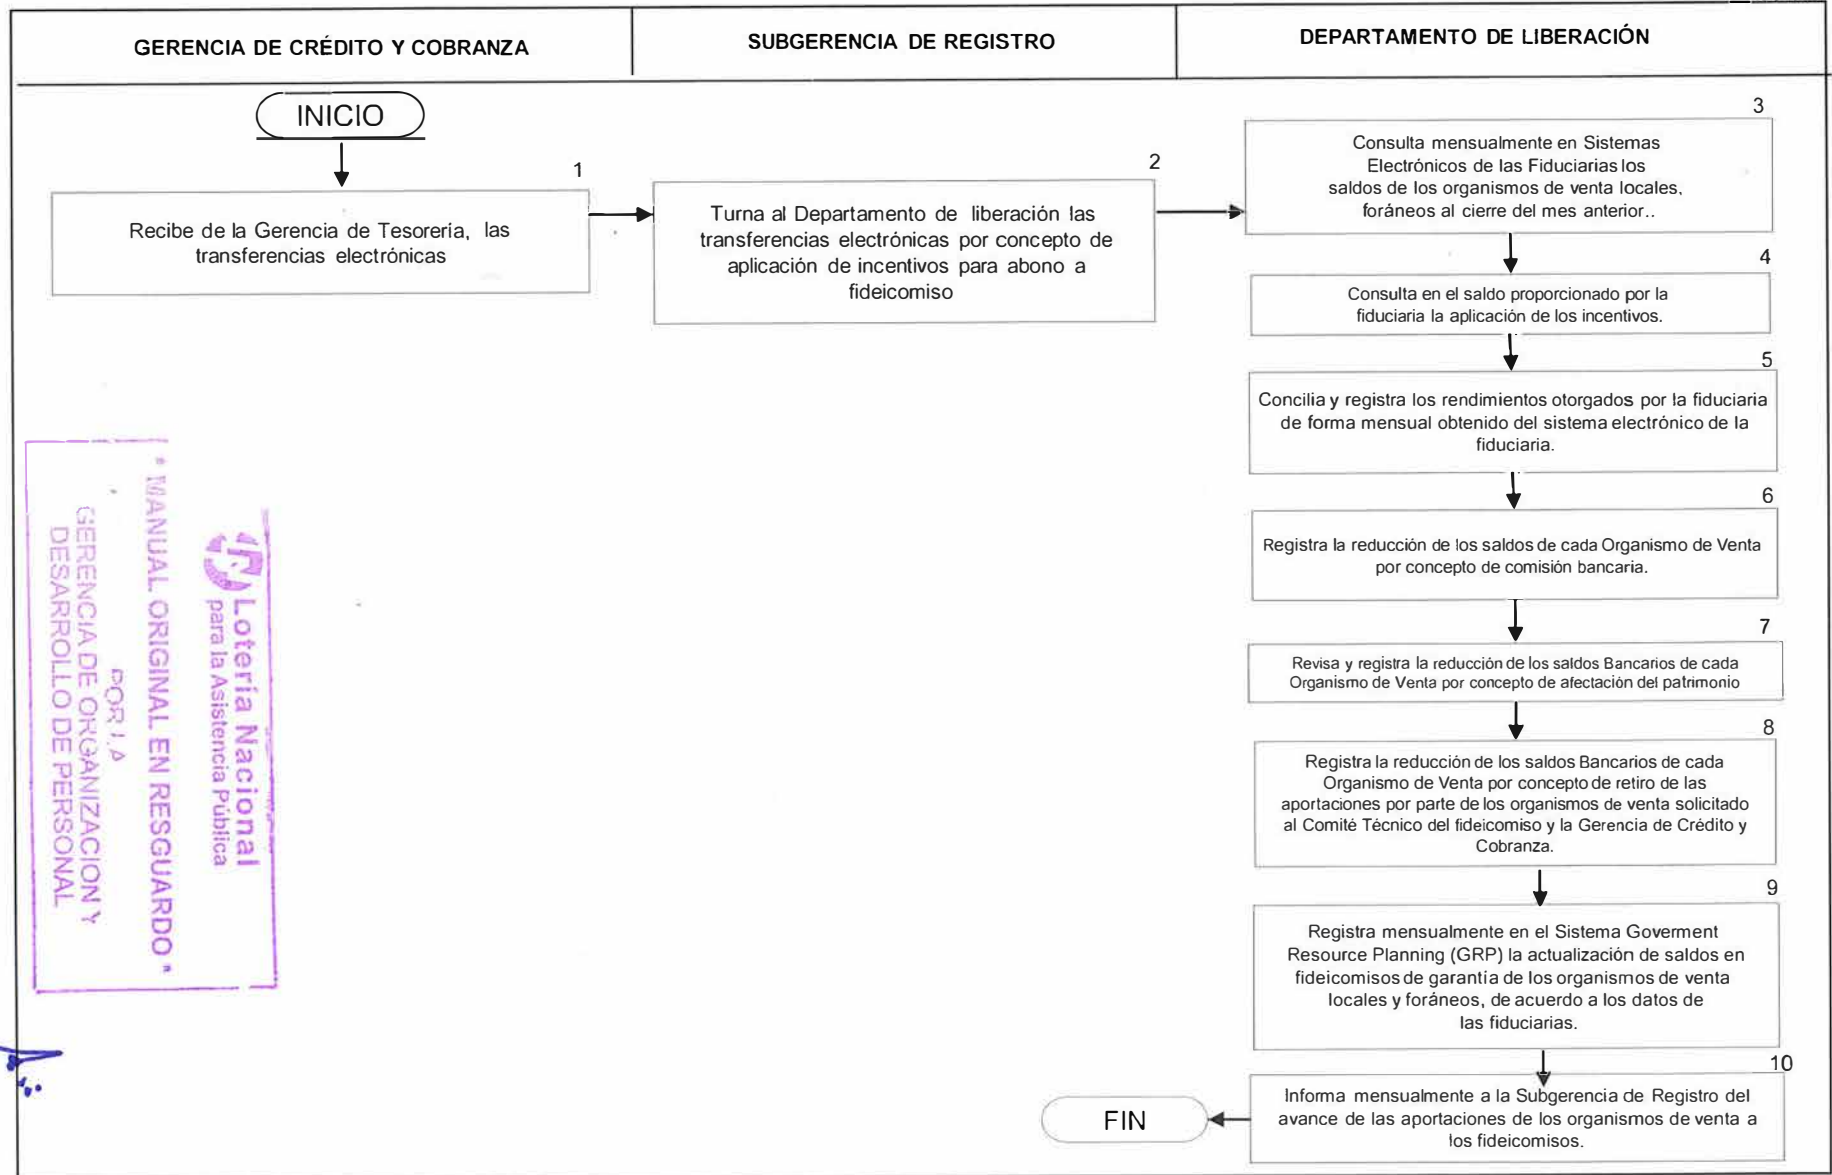 GERENCIA DE CRÉDITO Y COBRANZA
SUBGERENCIA DE REGISTRO
DEPARTAMENTO DE LIBERACIÓN
INICIO
1
Recibe de la Gerencia de Tesorería, las
transferencias electrónicas
2
Turna al Departamento de liberación las
transferencias electrónicas por concepto de
aplicación de incentivos para abono a
fideicomiso
3
Consulta mensualmente en Sistemas
Electrónicos de las Fiduciarias los
saldos de los organismos de venta locales,
foráneos al cierre del mes anterior..
4
Consulta en el saldo proporcionado por la
fiduciaria la aplicación de los incentivos.
5
Concilia y registra los rendimientos otorgados por la fiduciaria
de forma mensual obtenido del sistema electrónico de la
fiduciaria.
6
Registra la reducción de los saldos de cada Organismo de Venta
por concepto de comisión bancaria.
7
Revisa y registra la reducción de los saldos Bancarios de cada
Organismo de Venta por concepto de afectación del patrimonio
8
Registra la reducción de los saldos Bancarios de cada
Organismo de Venta por concepto de retiro de las
aportaciones por parte de los organismos de venta solicitado
al Comité Técnico del fideicomiso y la Gerencia de Crédito y
Cobranza.
9
Registra mensualmente en el Sistema Goverment
Resource Planning (GRP) la actualización de saldos en
fideicomisos de garantía de los organismos de venta
locales y foráneos, de acuerdo a los datos de
las fiduciarias.
10
Informa mensualmente a la Subgerencia de Registro del
avance de las aportaciones de los organismos de venta a
los fideicomisos.
FIN
Lotería Nacional
para la Asistencia Pública
" MANUAL ORIGINAL EN RESGUARDO "
POR LA
GERENCIA DE ORGANIZACION Y
DESARROLLO DE PERSONAL